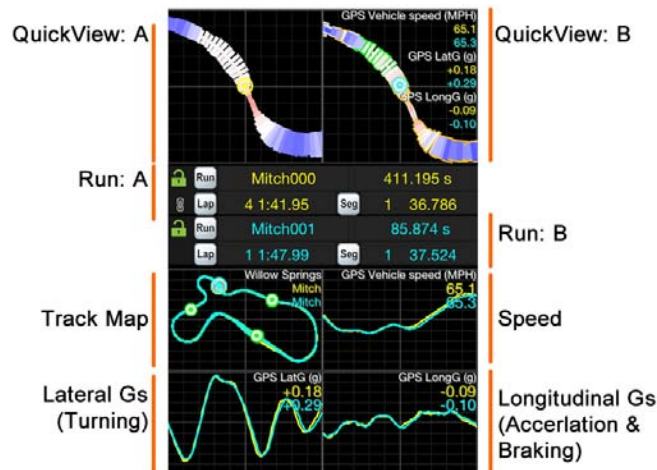 QuickView: A
GPS Vehicle speed (MPH)
65.1
65.3
GPS LatG (g)
+0.18
+0.29
GPS LongG (g)
-0.09
-0.10
QuickView: B
Run: A
Run Mitch000 411.195 s
Lap 4 1:41.95 Seg 1 36.786
Run Mitch001 85.874 s
Lap 1 1:47.99 Seg 1 37.524
Run: B
Track Map
Willow Springs
Mitch
Mitch
GPS Vehicle speed (MPH)
65.1
65.3
Speed
Lateral Gs
(Turning)
GPS LatG (g)
+0.18
+0.29
GPS LongG (g)
-0.09
-0.10
Longitudinal Gs
(Accerlation &
Braking)